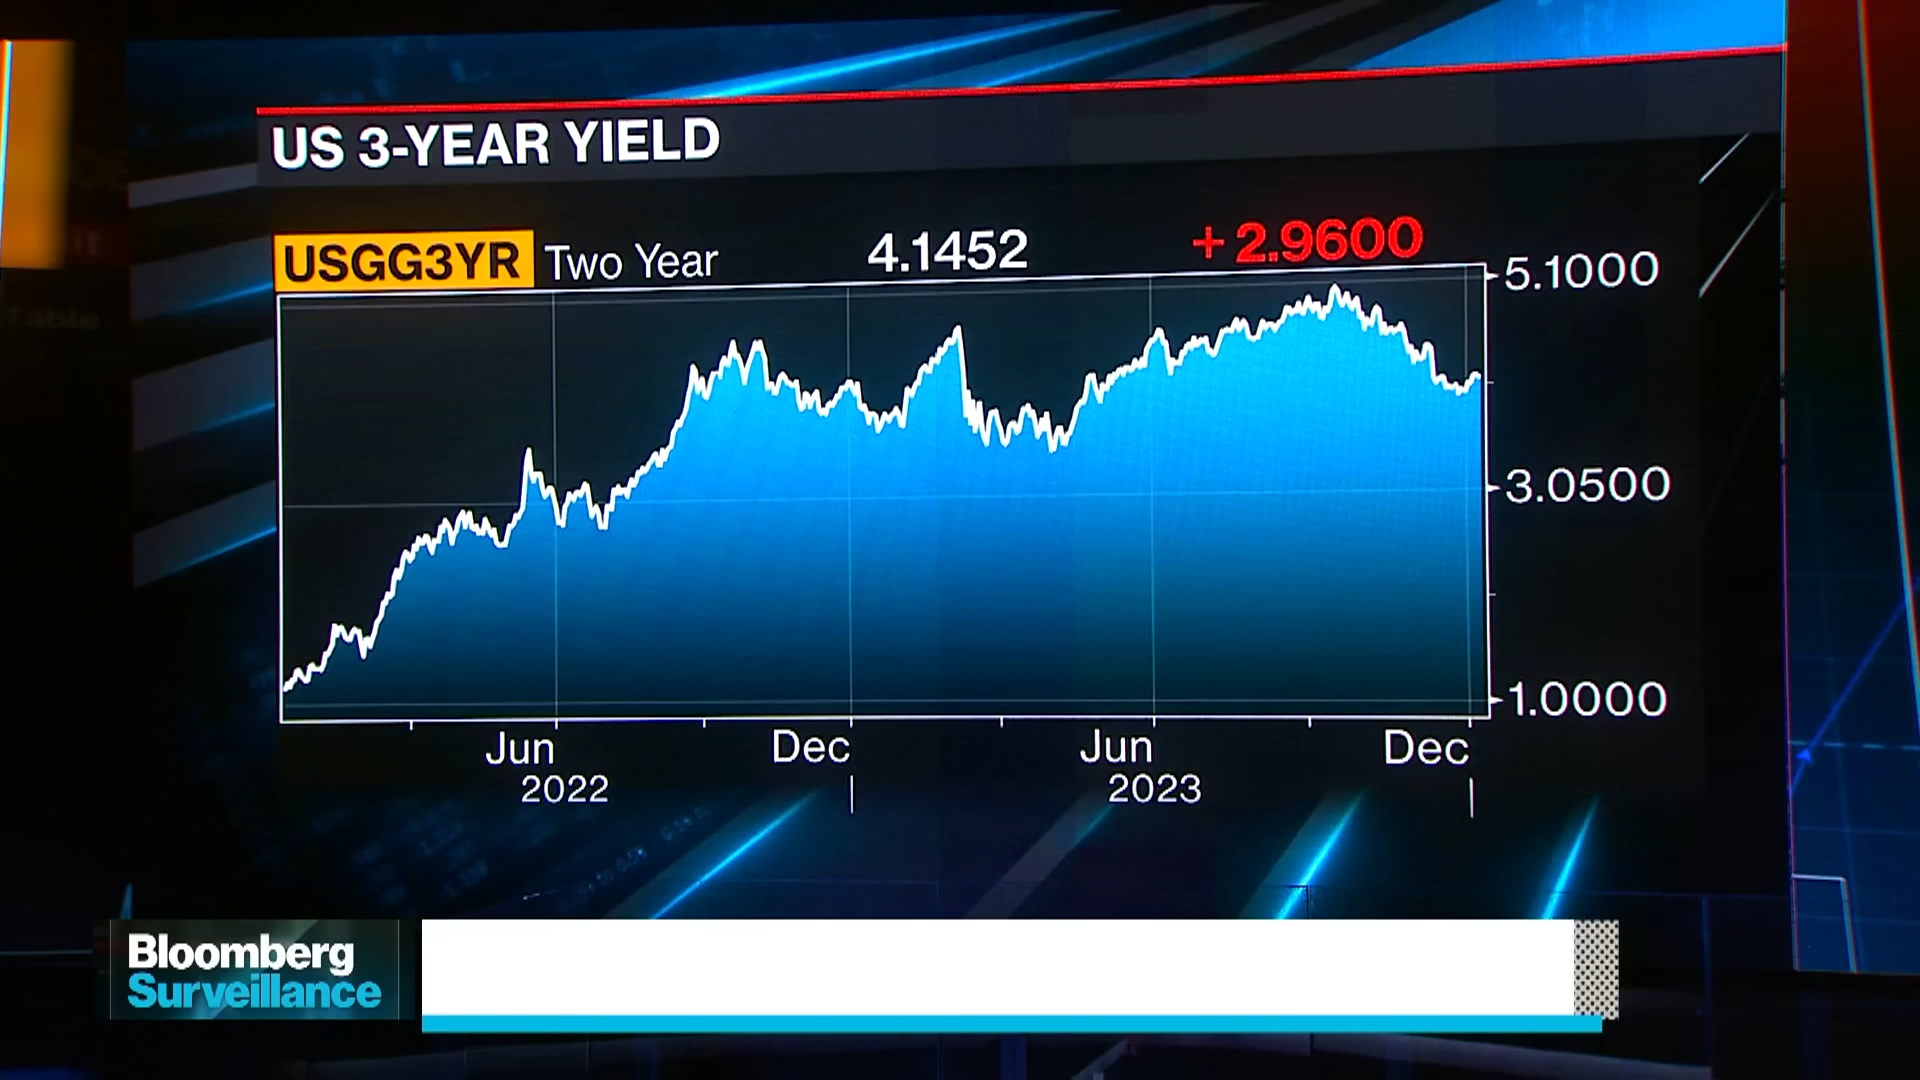 US 3-YEAR YIELD
USGG3YR Two Year 4.1452 +2.9600
5.1000
3.0500
1.0000
Jun Dec Jun Dec
2022 2023
Bloomberg
Surveillance